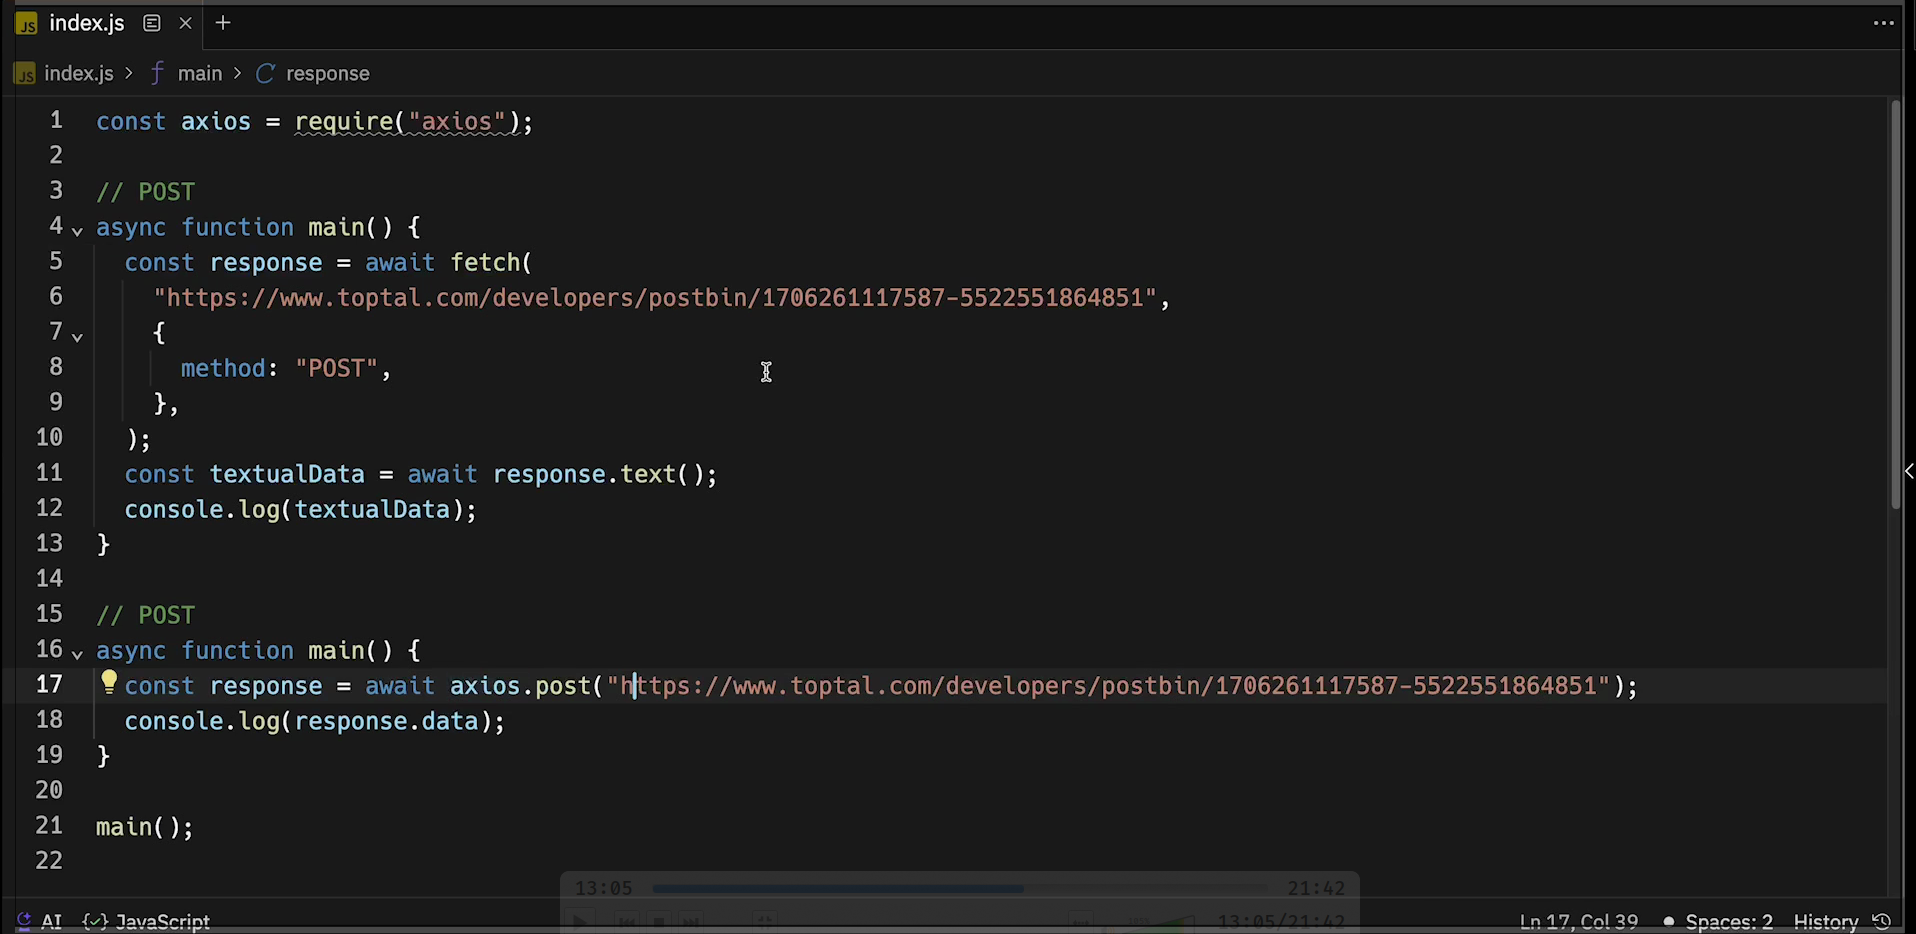 JS index.js
JS index.js > main > response
1 const axios = require("axios");
2
3 // POST
4 async function main() {
5 const response = await fetch(
6 "https://www.toptal.com/developers/postbin/1706261117587-5522551864851",
7 {
8 method: "POST",
9 },
10 );
11 const textualData = await response.text();
12 console.log(textualData);
13 }
14
15 // POST
16 async function main() {
17 const response = await axios.post("https://www.toptal.com/developers/postbin/1706261117587-5522551864851");
18 console.log(response.data);
19 }
20
21 main();
22
13:05 21:42
13:05/21:42
AI {✓} JavaScript Ln 17, Col 39 • Spaces: 2 History